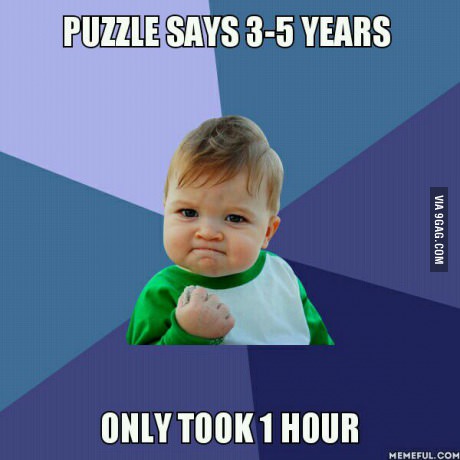 PUZZLE SAYS 3-5 YEARS
VIA 9GAG.COM
ONLY TOOK 1 HOUR
MEMEFUL.COM